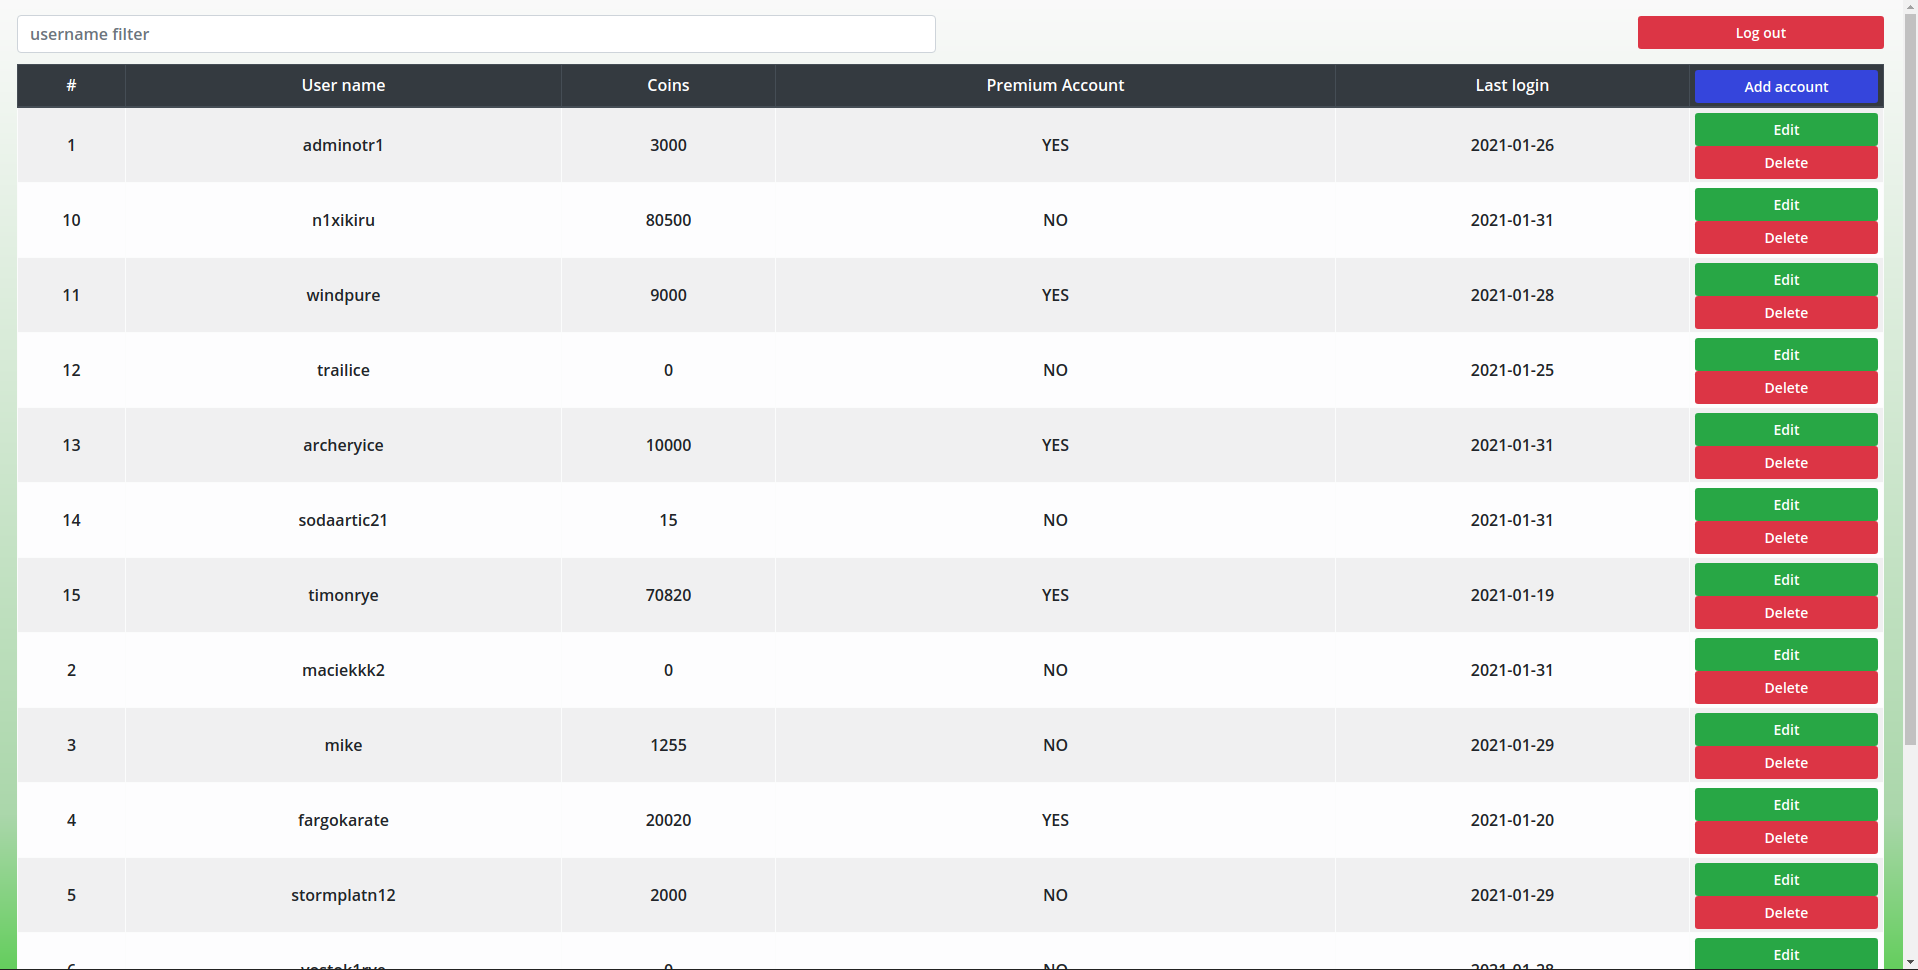 username filter
Log out
# User name Coins Premium Account Last login Add account
1 adminotr1 3000 YES 2021-01-26 Edit
Delete
10 n1xikiru 80500 NO 2021-01-31 Edit
Delete
11 windpure 9000 YES 2021-01-28 Edit
Delete
12 trailice 0 NO 2021-01-25 Edit
Delete
13 archeryice 10000 YES 2021-01-31 Edit
Delete
14 sodaartic21 15 NO 2021-01-31 Edit
Delete
15 timonrye 70820 YES 2021-01-19 Edit
Delete
2 maciekkk2 0 NO 2021-01-31 Edit
Delete
3 mike 1255 NO 2021-01-29 Edit
Delete
4 fargokarate 20020 YES 2021-01-20 Edit
Delete
5 stormplatn12 2000 NO 2021-01-29 Edit
Delete
Edit